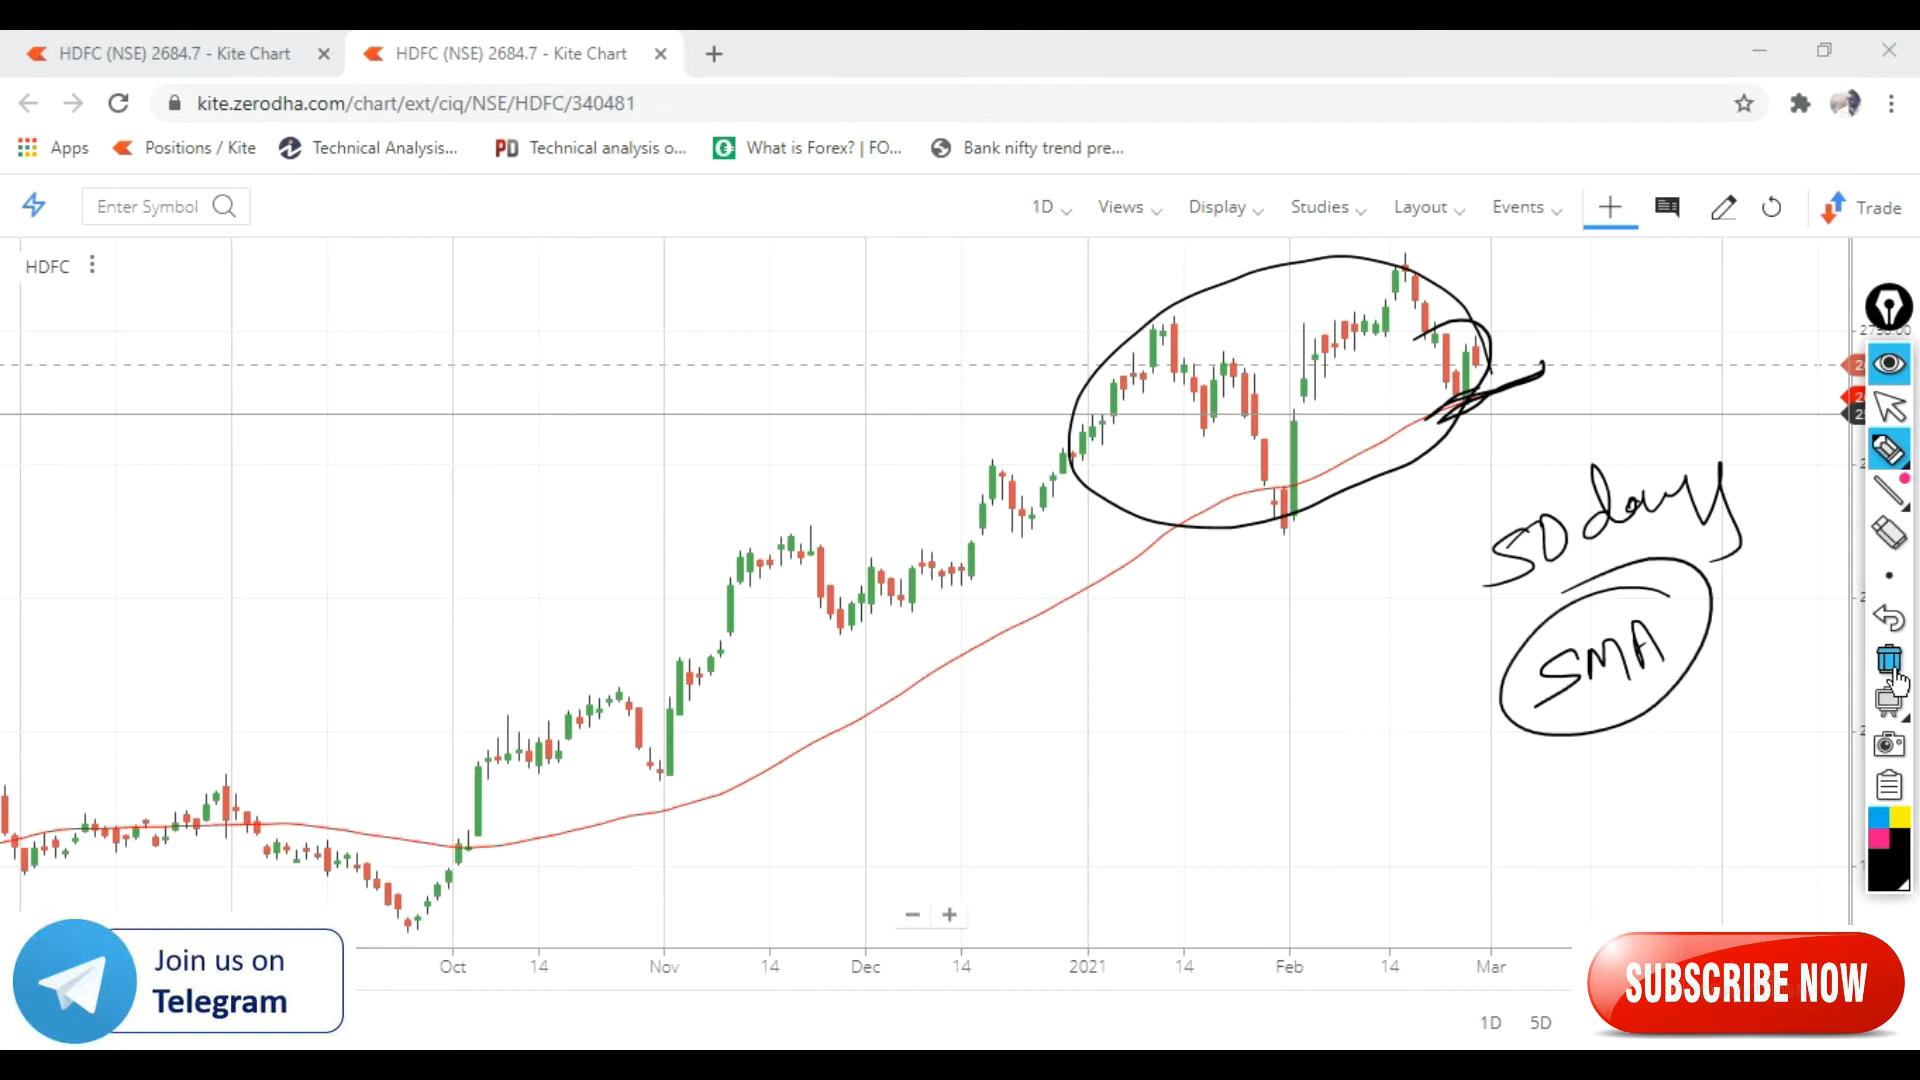 HDFC (NSE) 2684.7 - Kite Chart
HDFC (NSE) 2684.7 - Kite Chart
kite.zerodha.com/chart/ext/ciq/NSE/HDFC/340481
Apps
Positions / Kite
Technical Analysis...
PD
Technical analysis o...
What is Forex? | FO...
Bank nifty trend pre...
Enter Symbol
1D
Views
Display
Studies
Layout
Events
Trade
HDFC
50 days
SMA
Oct
14
Nov
14
Dec
14
2021
14
Feb
14
Mar
1D
5D
Join us on
Telegram
SUBSCRIBE NOW